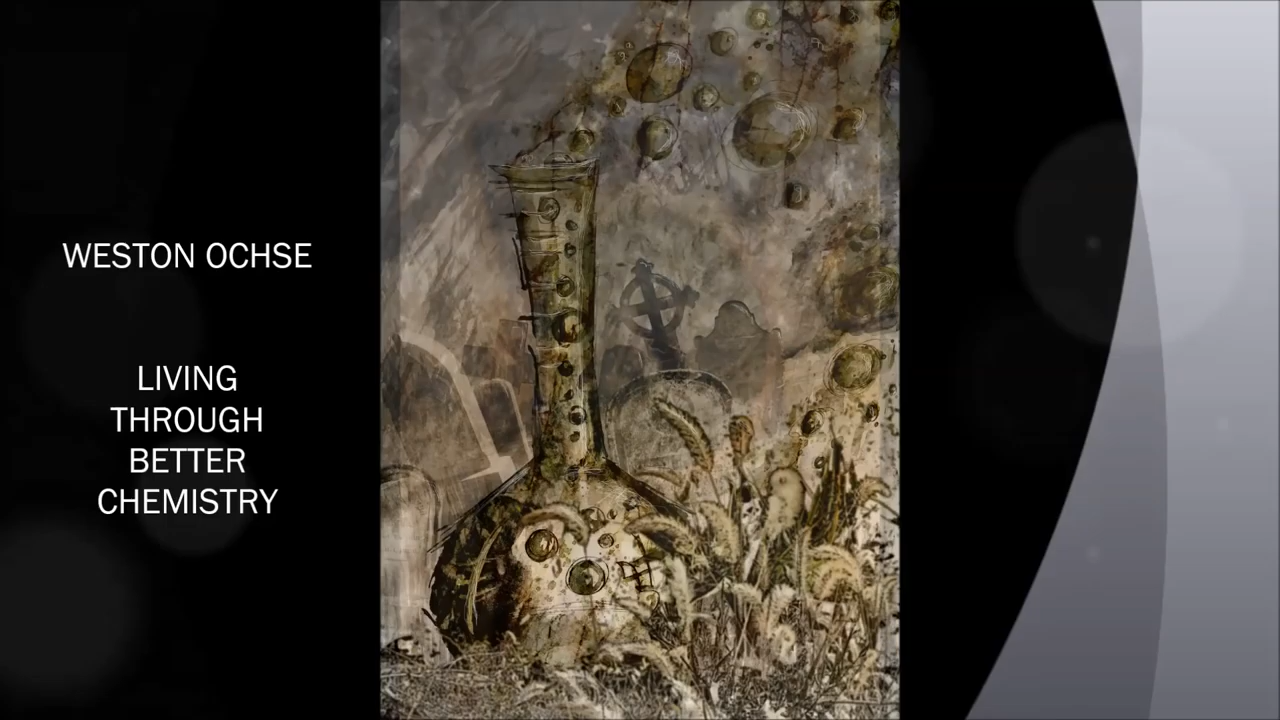 WESTON OCHSE
LIVING
THROUGH
BETTER
CHEMISTRY